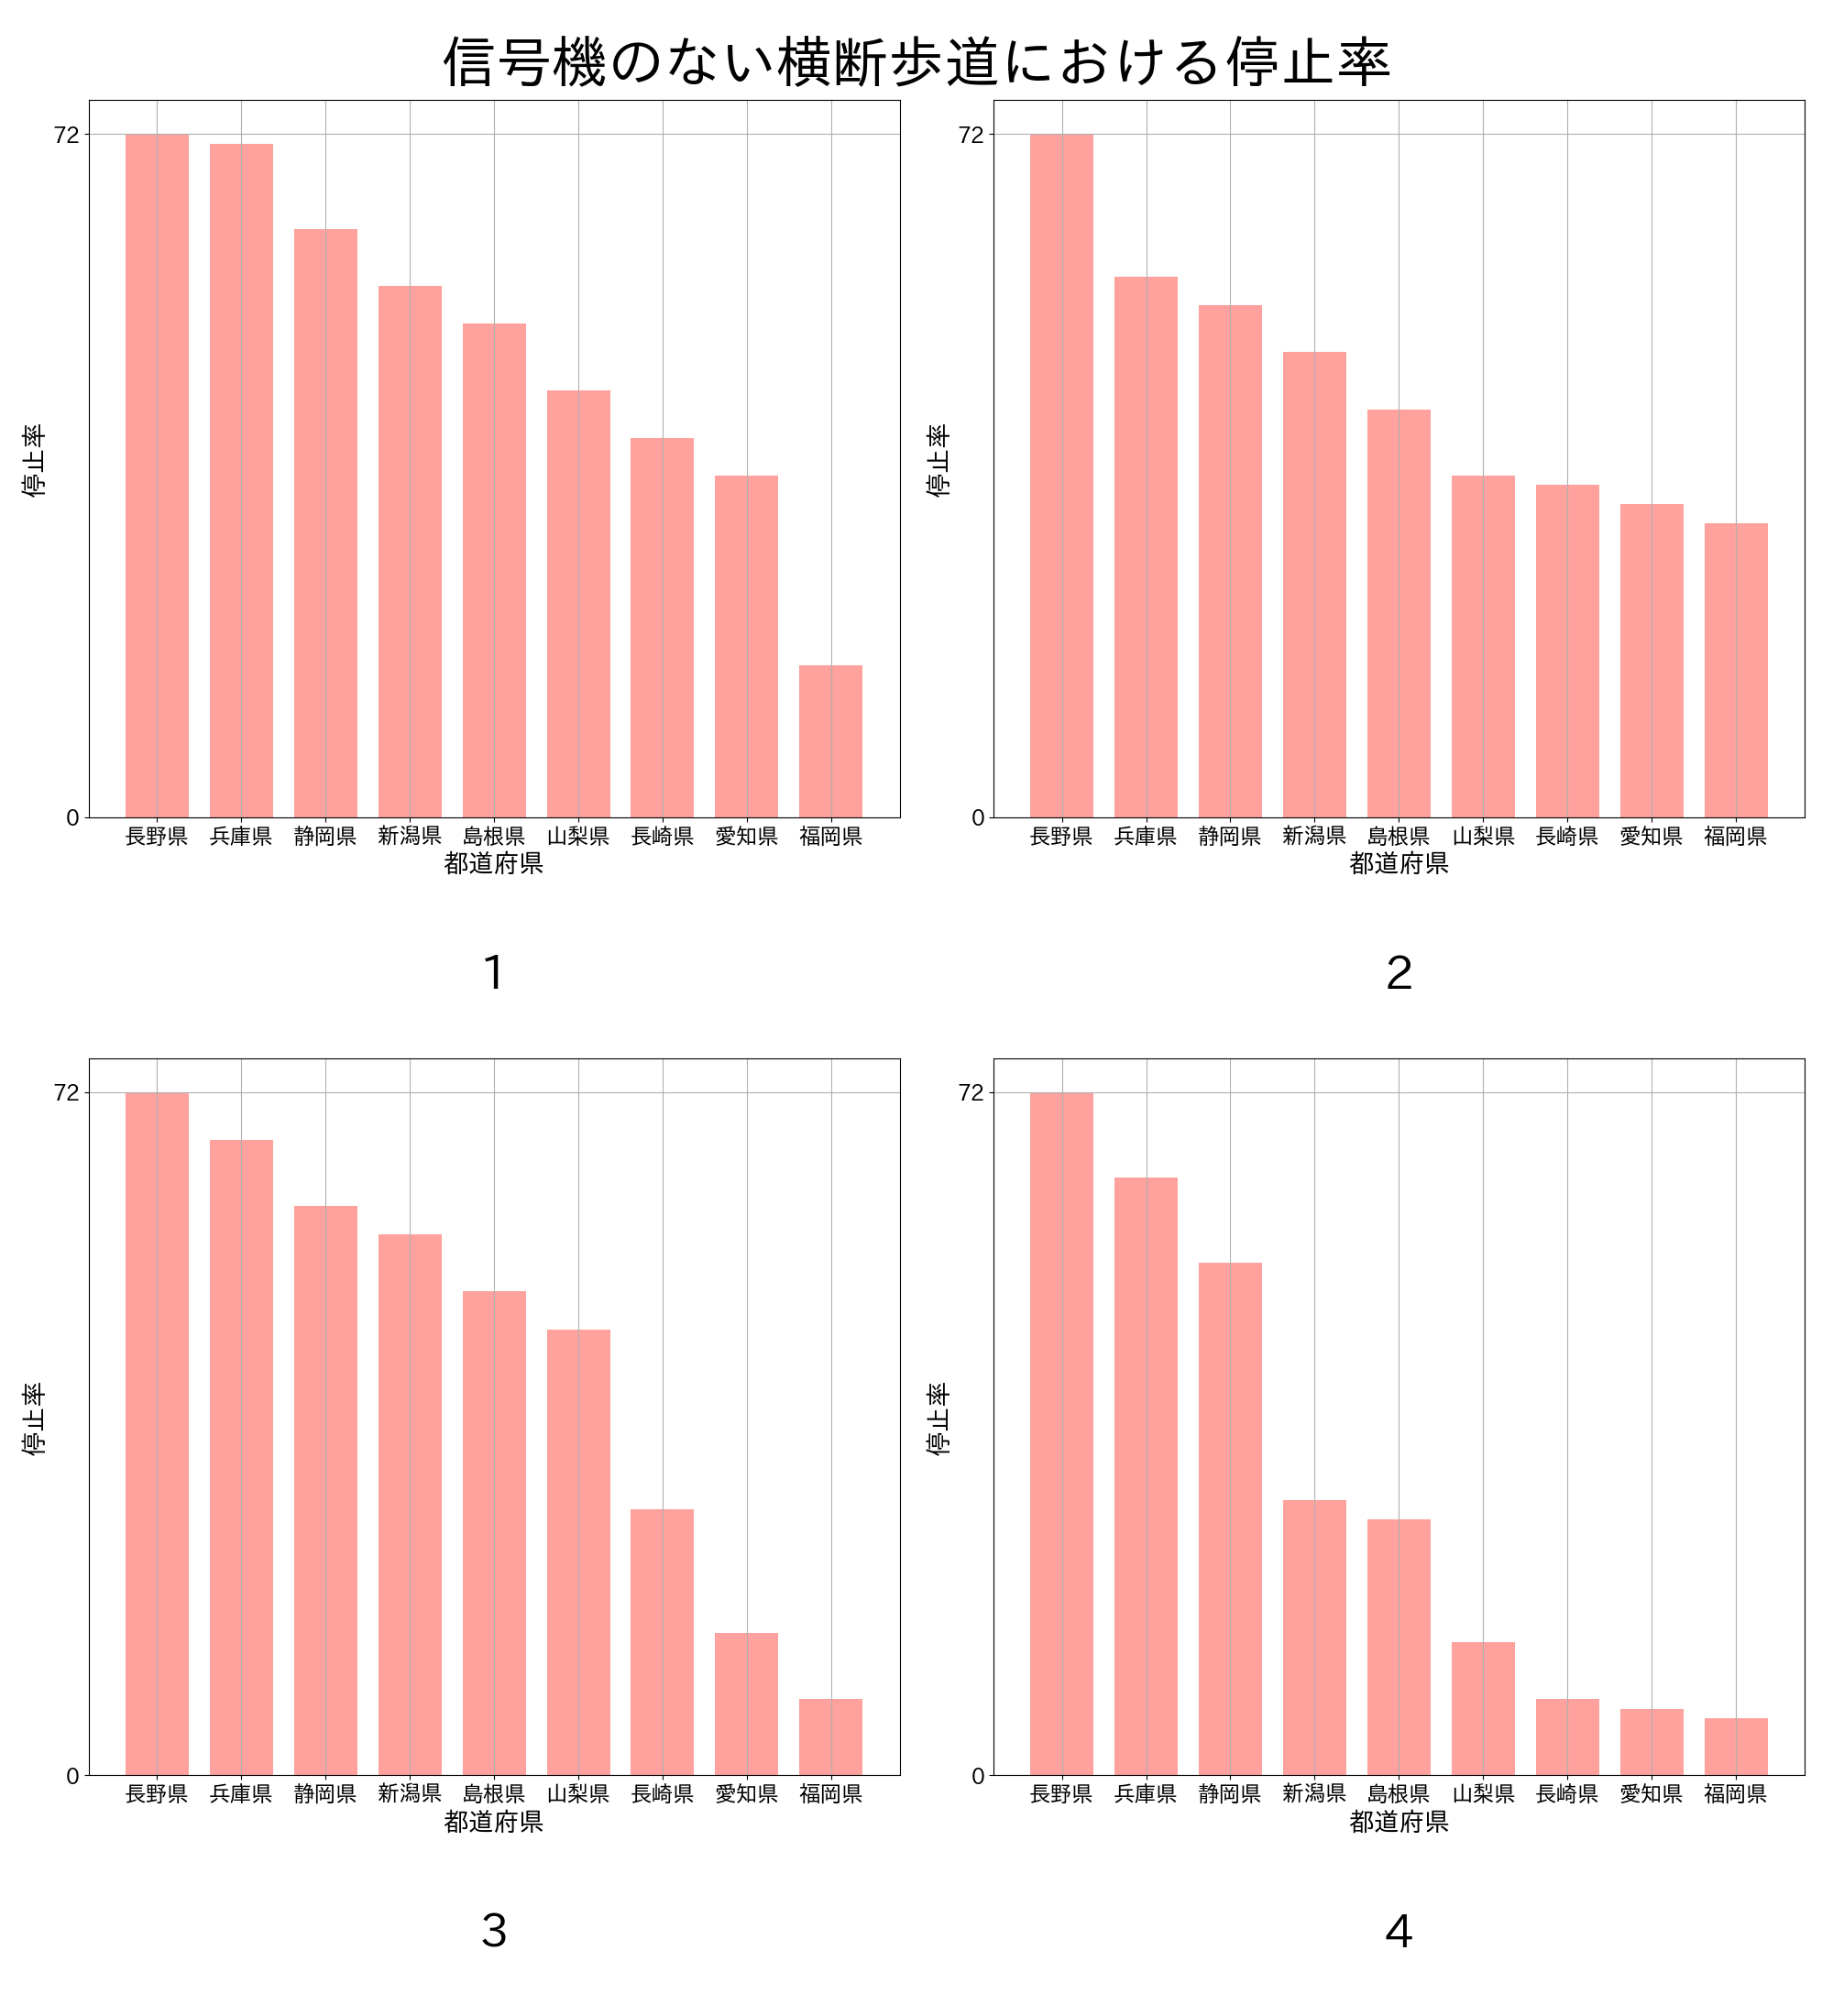 信号機のない横断歩道における停止率
72
0
停止率
長野県 兵庫県 静岡県 新潟県 島根県 山梨県 長崎県 愛知県 福岡県
都道府県
1
72
0
停止率
長野県 兵庫県 静岡県 新潟県 島根県 山梨県 長崎県 愛知県 福岡県
都道府県
2
72
0
停止率
長野県 兵庫県 静岡県 新潟県 島根県 山梨県 長崎県 愛知県 福岡県
都道府県
3
72
0
停止率
長野県 兵庫県 静岡県 新潟県 島根県 山梨県 長崎県 愛知県 福岡県
都道府県
4